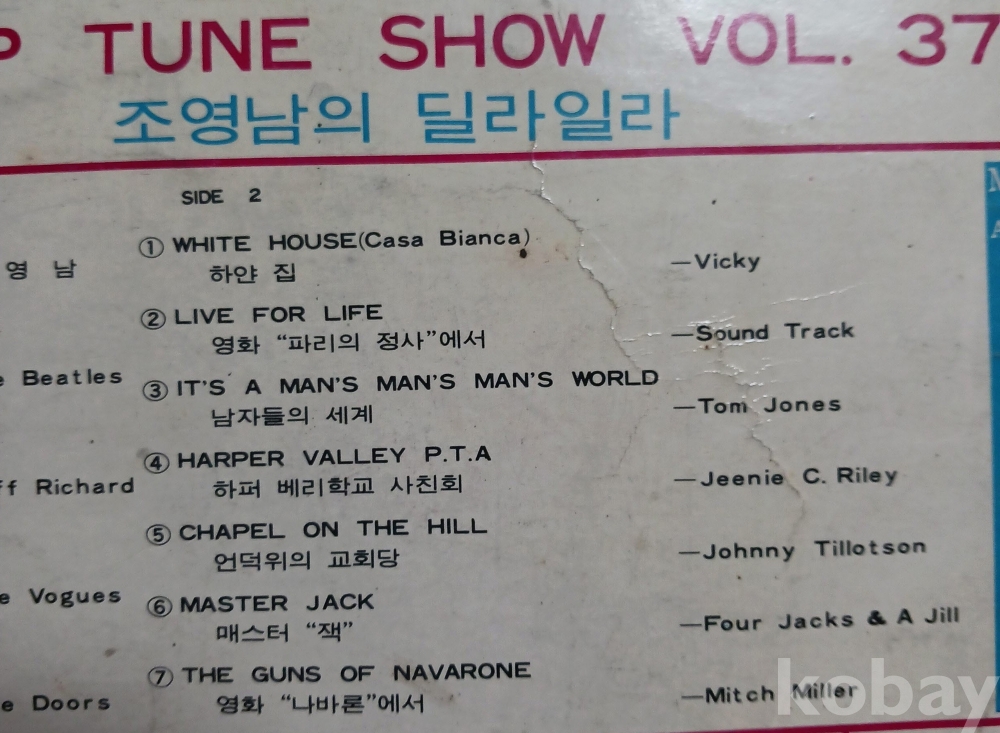 P TUNE SHOW VOL. 37
조영남의 딜라일라
SIDE 2
① WHITE HOUSE(Casa Bianca)
하얀 집
—Vicky
영 남
② LIVE FOR LIFE
영화 “파리의 정사”에서
—Sound Track
e Beatles
③ IT'S A MAN'S MAN'S MAN'S WORLD
남자들의 세계
—Tom Jones
④ HARPER VALLEY P.T.A
하퍼 베리학교 사친회
—Jeenie C. Riley
ff Richard
⑤ CHAPEL ON THE HILL
언덕위의 교회당
—Johnny Tillotson
e Vogues
⑥ MASTER JACK
매스터 “잭”
—Four Jacks & A Jill
⑦ THE GUNS OF NAVARONE
영화 “나바론”에서
—Mitch Miller
e Doors
kobay